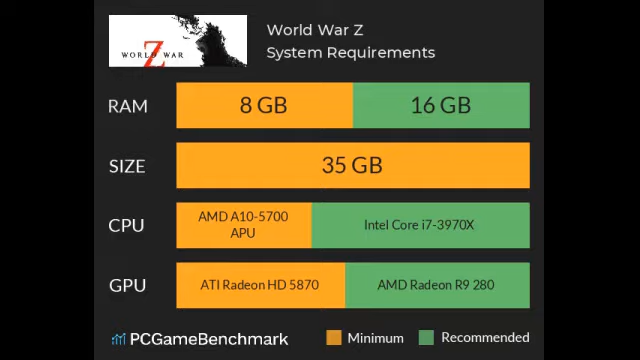 WORLD WAR Z
World War Z
System Requirements
RAM 8 GB 16 GB
SIZE 35 GB
CPU AMD A10-5700 APU Intel Core i7-3970X
GPU ATI Radeon HD 5870 AMD Radeon R9 280
PCGameBenchmark Minimum Recommended